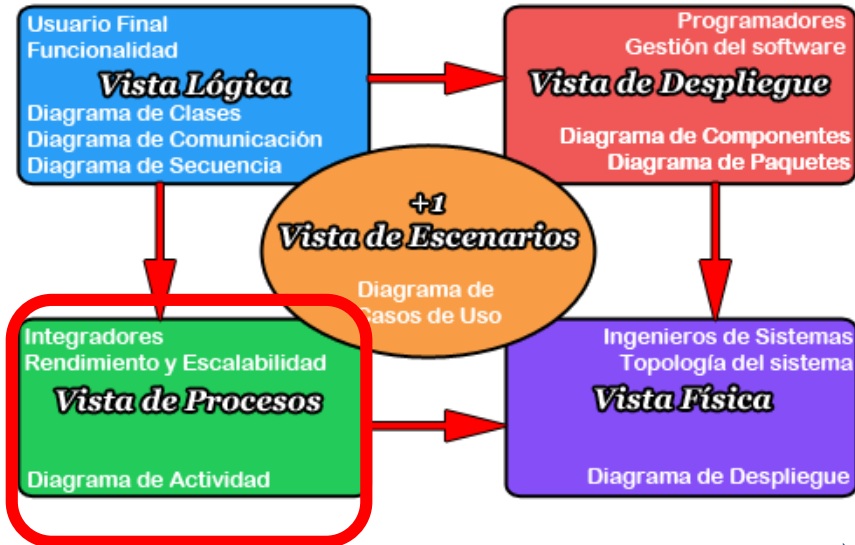 Usuario Final
Funcionalidad
Vista Lógica
Diagrama de Clases
Diagrama de Comunicación
Diagrama de Secuencia
Programadores
Gestión del software
Vista de Despliegue
Diagrama de Componentes
Diagrama de Paquetes
+1
Vista de Escenarios
Diagrama de
Casos de Uso
Integradores
Rendimiento y Escalabilidad
Vista de Procesos
Diagrama de Actividad
Ingenieros de Sistemas
Topología del sistema
Vista Física
Diagrama de Despliegue